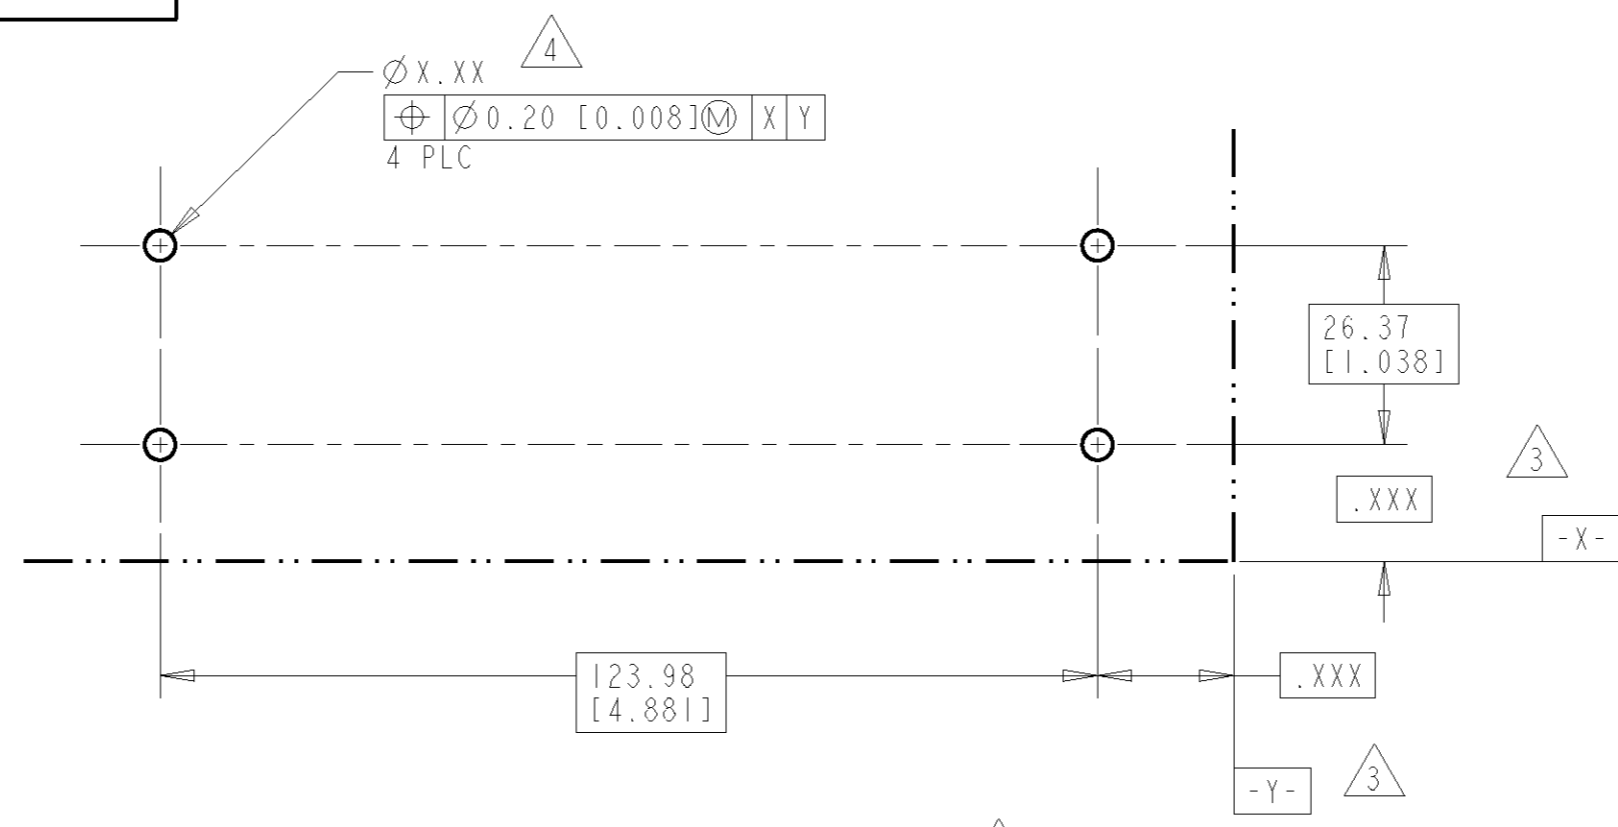 4
ØX.XX
⌖ Ø0.20 [0.008]Ⓜ X Y
4 PLC
26.37
[1.038]
3
.XXX
-X-
123.98
[4.881]
.XXX
-Y-
3